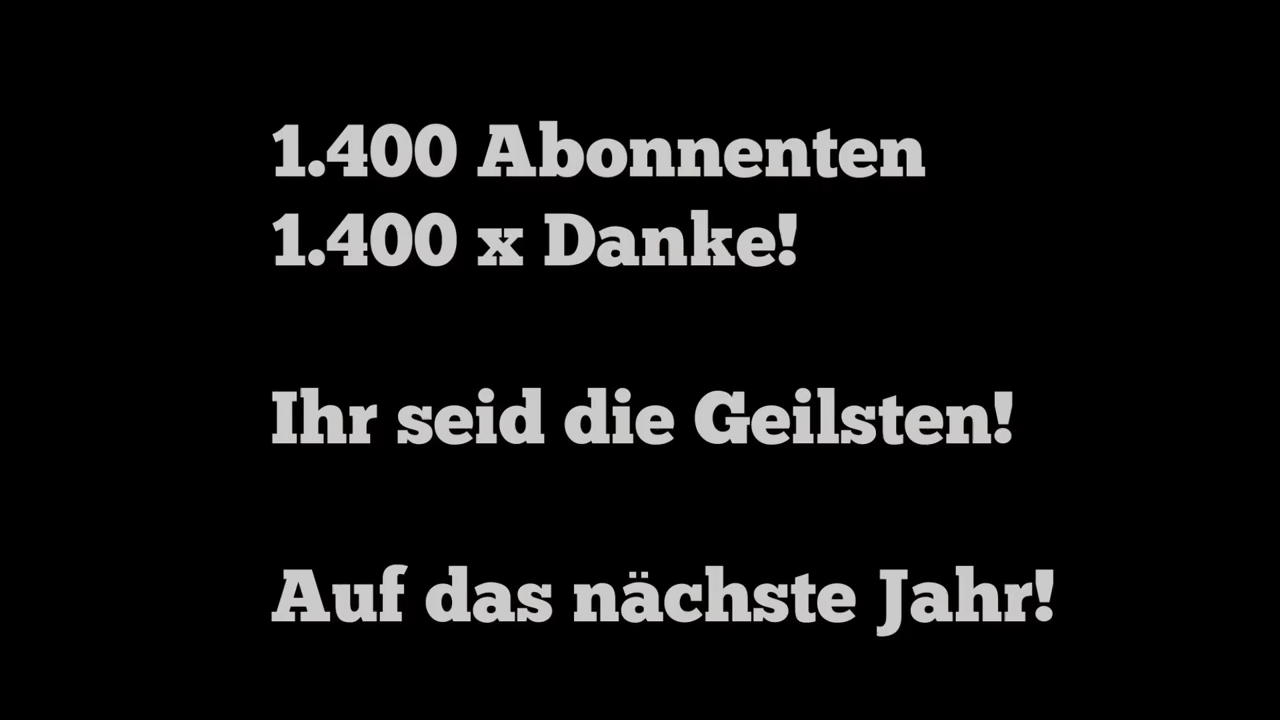 1.400 Abonnenten
1.400 x Danke!
Ihr seid die Geilsten!
Auf das nächste Jahr!